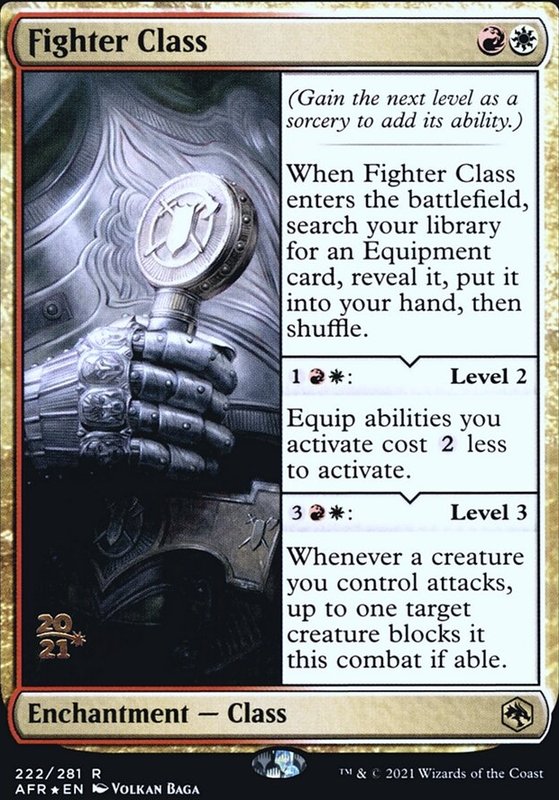 Fighter Class
(Gain the next level as a
sorcery to add its ability.)
When Fighter Class
enters the battlefield,
search your library
for an Equipment
card, reveal it, put it
into your hand, then
shuffle.
1 : Level 2
Equip abilities you
activate cost 2 less
to activate.
3 : Level 3
Whenever a creature
you control attacks,
up to one target
creature blocks it
this combat if able.
20
21
Enchantment — Class
222/281 R
AFR ★ EN Volkan Baga
™ & © 2021 Wizards of the Coast